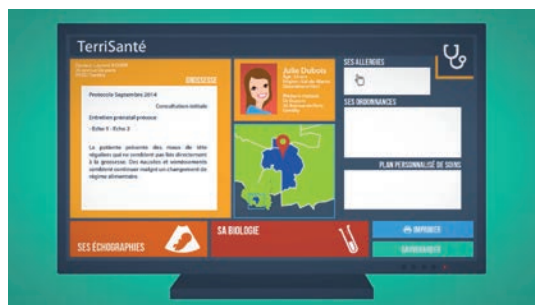 TerriSanté
GROSSESSE
Protocole Septembre 2014
Consultation initiale
Entretien prénatal précoce
- Echo 1 - Echo 2
La patiente présente des maux de tête
réguliers qui ne semblent pas liés directement
à la grossesse. Des nausées et vomissements
semblent continuer malgré un changement de
régime alimentaire
Julie Dubois
SES ALLERGIES
SES ORDONNANCES
PLAN PERSONNALISÉ DE SOINS
SES ÉCHOGRAPHIES
SA BIOLOGIE
IMPRIMER
SAUVEGARDER